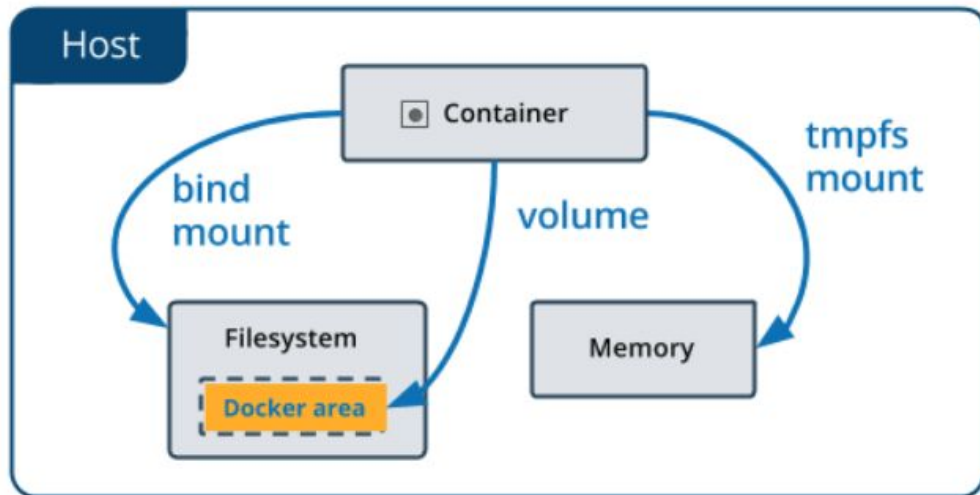 Host
Container
bind
mount
volume
tmpfs
mount
Filesystem
Docker area
Memory